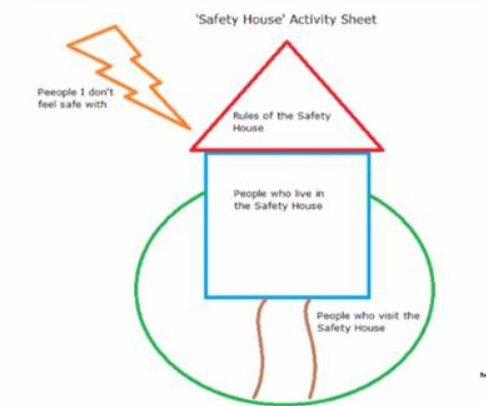 'Safety House' Activity Sheet
Peeople I don't
feel safe with
Rules of the Safety
House
People who live in
the Safety House
People who visit the
Safety House